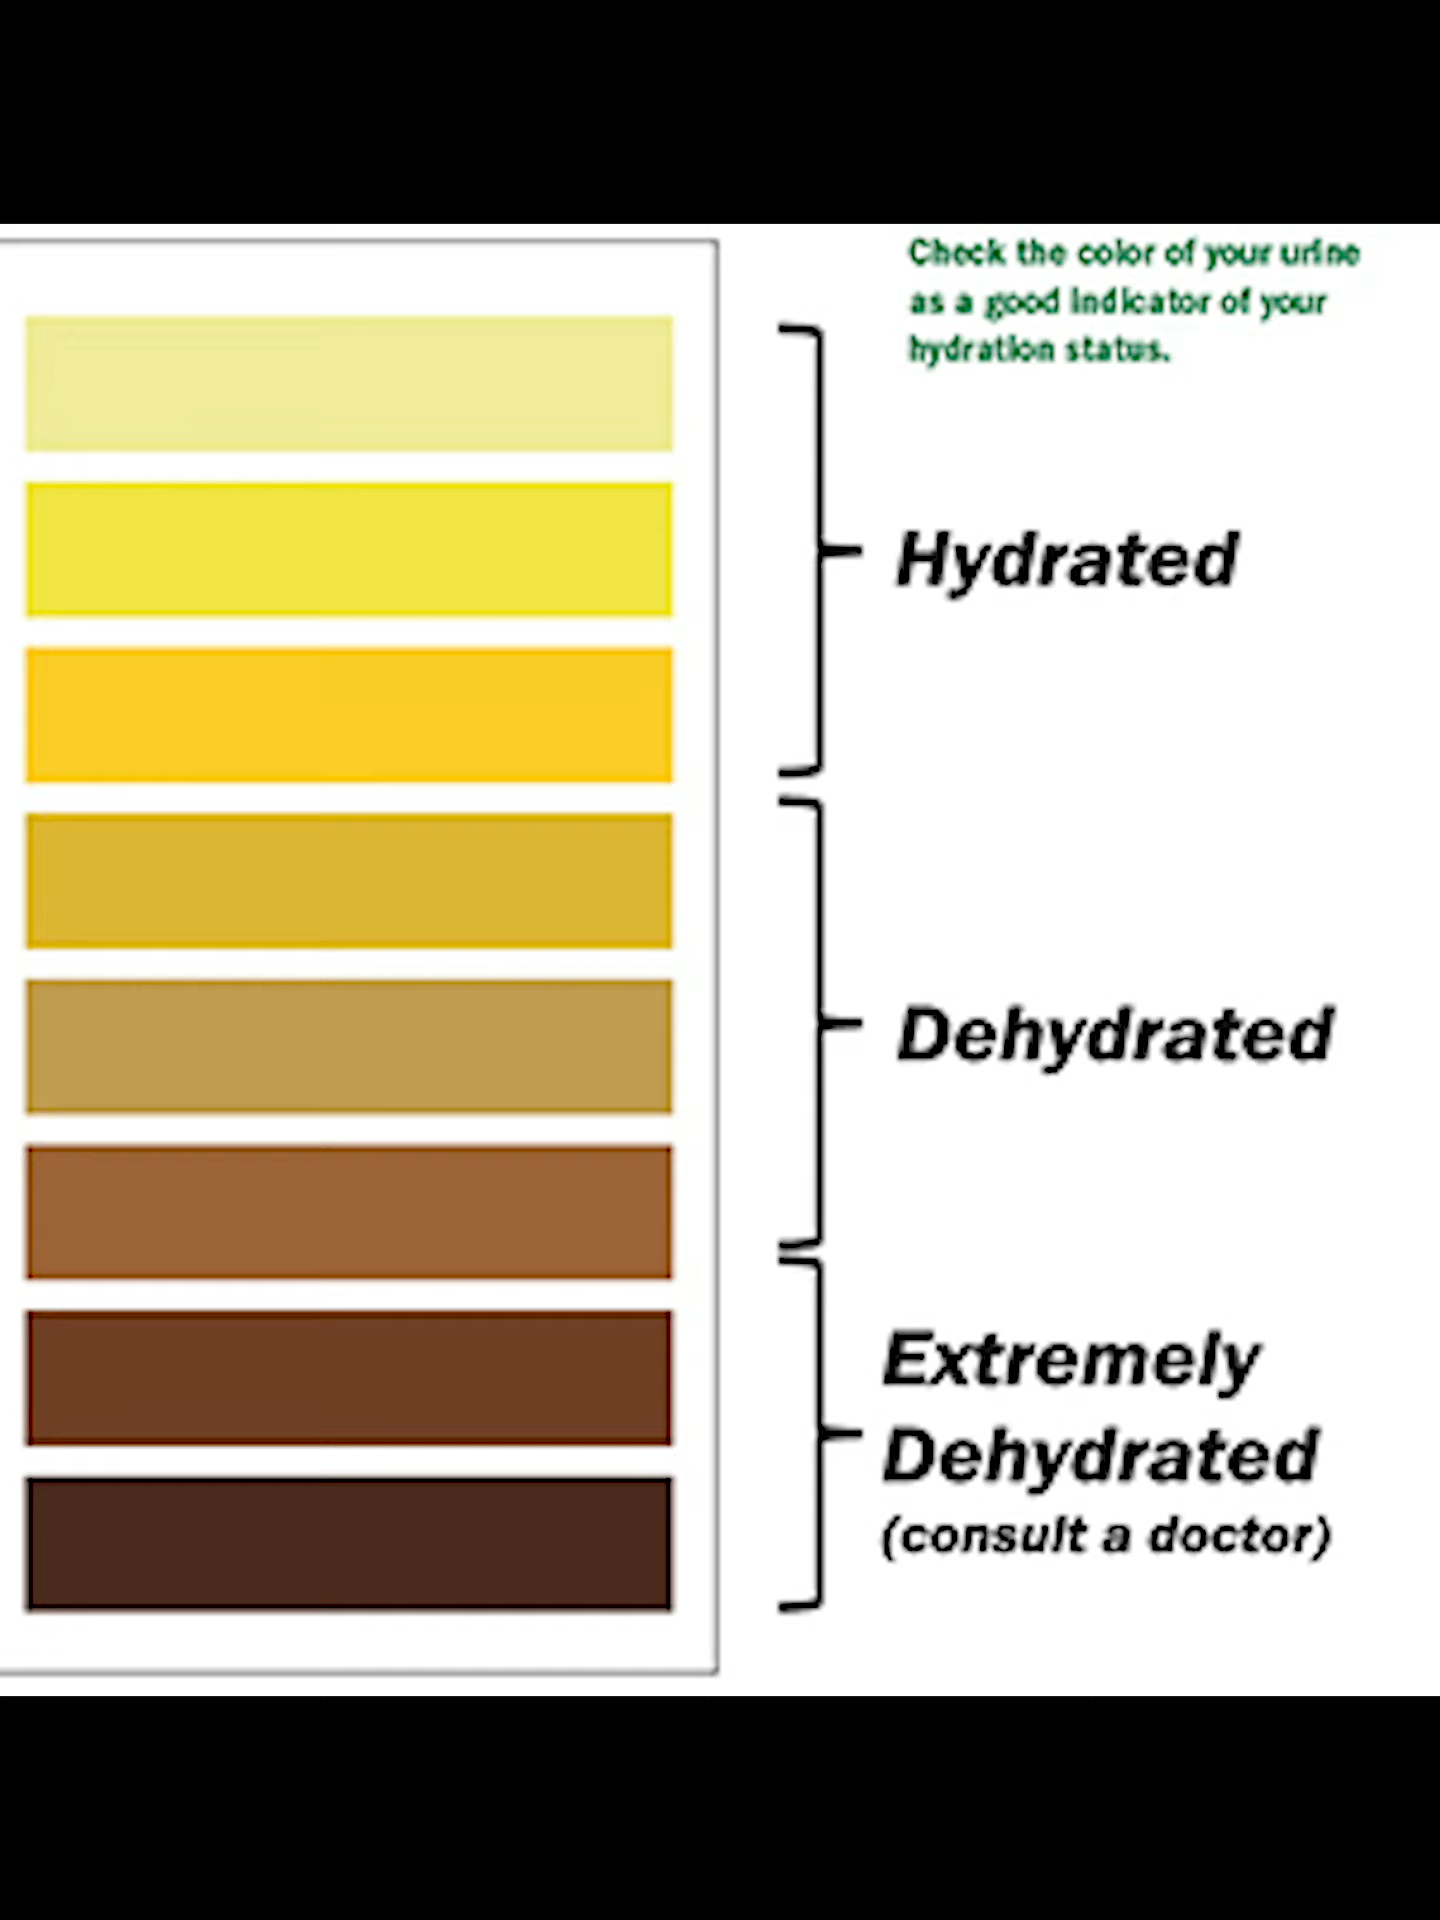 Check the color of your urine
as a good indicator of your
hydration status.
Hydrated
Dehydrated
Extremely
Dehydrated
(consult a doctor)